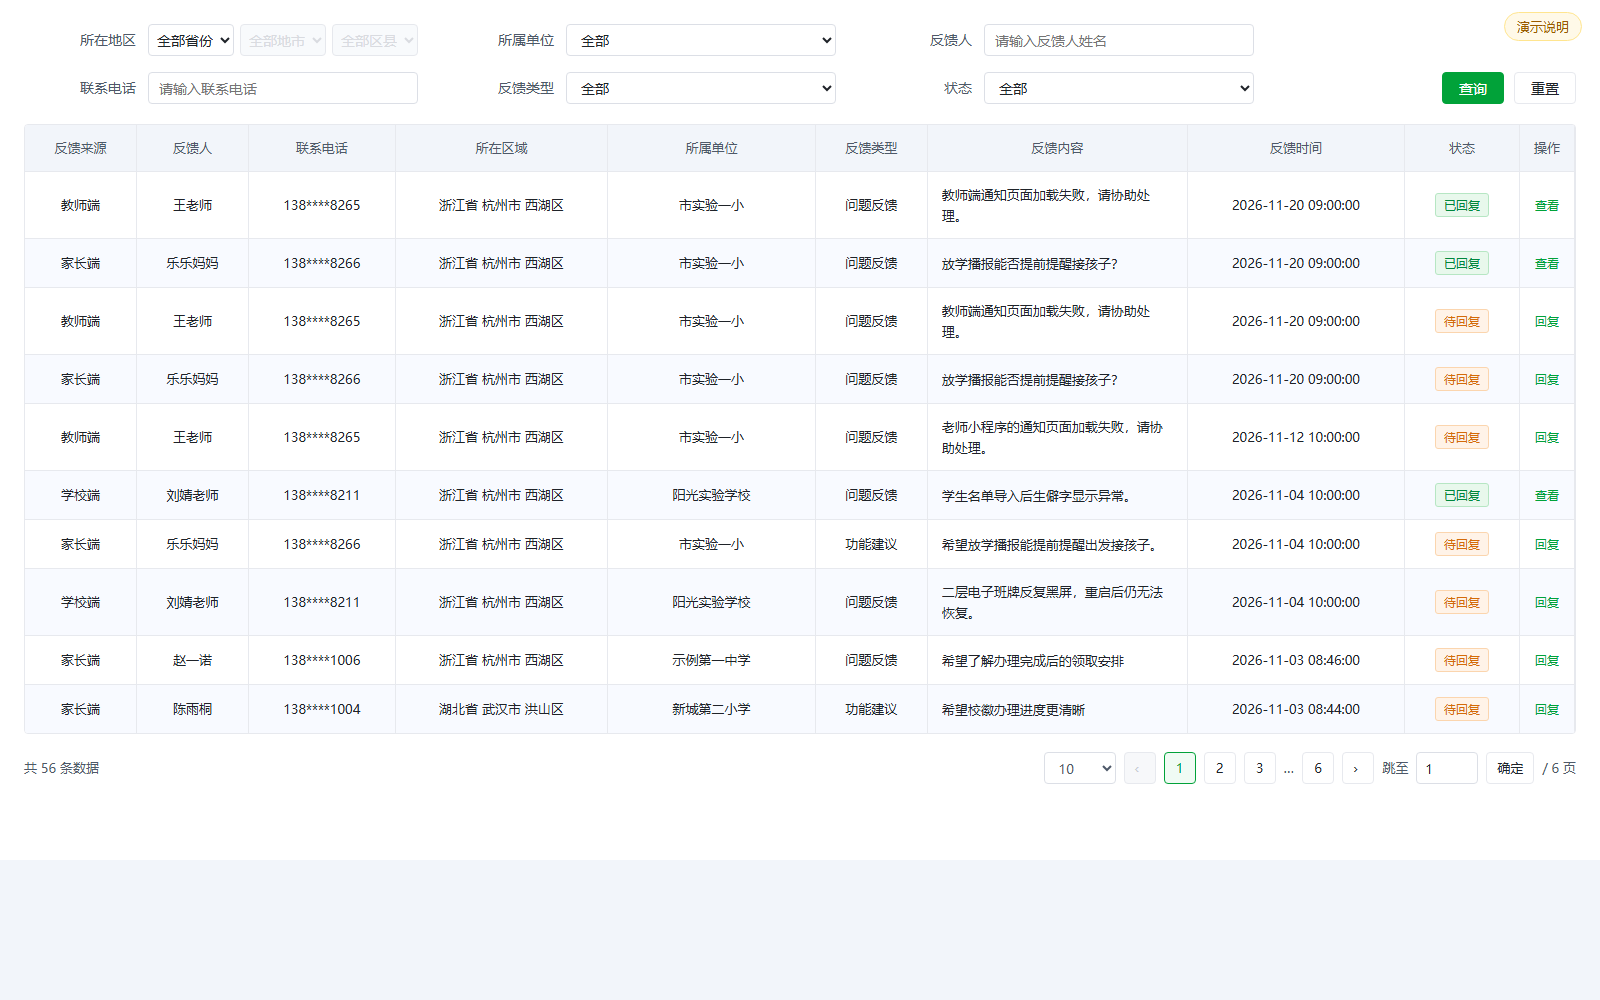 演示说明
所在地区 全部省份 全部地市 全部区县 所属单位 全部 反馈人 请输入反馈人姓名
联系电话 请输入联系电话 反馈类型 全部 状态 全部 查询 重置
反馈来源 反馈人 联系电话 所在区域 所属单位 反馈类型 反馈内容 反馈时间 状态 操作
教师端 王老师 138****8265 浙江省 杭州市 西湖区 市实验一小 问题反馈 教师端通知页面加载失败，请协助处
理。 2026-11-20 09:00:00 已回复 查看
家长端 乐乐妈妈 138****8266 浙江省 杭州市 西湖区 市实验一小 问题反馈 放学播报能否提前提醒接孩子？ 2026-11-20 09:00:00 已回复 查看
教师端 王老师 138****8265 浙江省 杭州市 西湖区 市实验一小 问题反馈 教师端通知页面加载失败，请协助处
理。 2026-11-20 09:00:00 待回复 回复
家长端 乐乐妈妈 138****8266 浙江省 杭州市 西湖区 市实验一小 问题反馈 放学播报能否提前提醒接孩子？ 2026-11-20 09:00:00 待回复 回复
教师端 王老师 138****8265 浙江省 杭州市 西湖区 市实验一小 问题反馈 老师小程序的通知页面加载失败，请协
助处理。 2026-11-12 10:00:00 待回复 回复
学校端 刘婧老师 138****8211 浙江省 杭州市 西湖区 阳光实验学校 问题反馈 学生名单导入后生僻字显示异常。 2026-11-04 10:00:00 已回复 查看
家长端 乐乐妈妈 138****8266 浙江省 杭州市 西湖区 市实验一小 功能建议 希望放学播报能提前提醒出发接孩子。 2026-11-04 10:00:00 待回复 回复
学校端 刘婧老师 138****8211 浙江省 杭州市 西湖区 阳光实验学校 问题反馈 二层电子班牌反复黑屏，重启后仍无法
恢复。 2026-11-04 10:00:00 待回复 回复
家长端 赵一诺 138****1006 浙江省 杭州市 西湖区 示例第一中学 问题反馈 希望了解办理完成后的领取安排 2026-11-03 08:46:00 待回复 回复
家长端 陈雨桐 138****1004 湖北省 武汉市 洪山区 新城第二小学 功能建议 希望校徽办理进度更清晰 2026-11-03 08:44:00 待回复 回复
共 56 条数据 10 ‹ 1 2 3 ... 6 › 跳至 1 确定 / 6 页